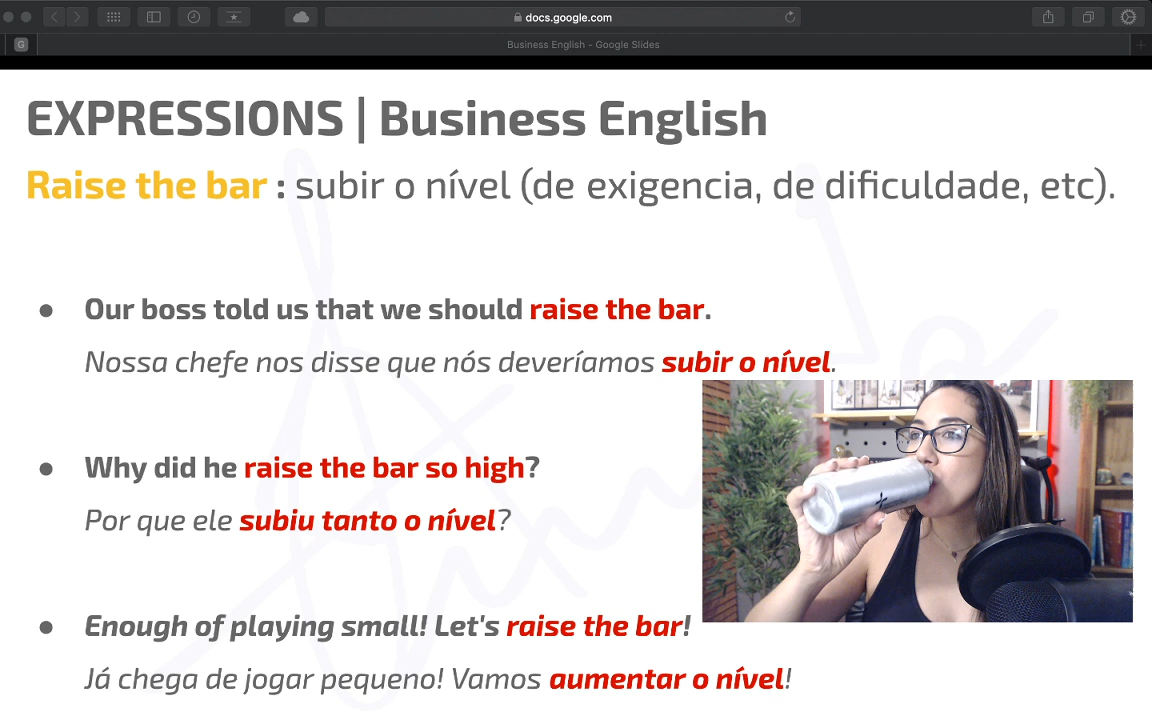 docs.google.com
G
Business English - Google Slides
EXPRESSIONS | Business English
Raise the bar : subir o nível (de exigencia, de dificuldade, etc).
● Our boss told us that we should raise the bar.
Nossa chefe nos disse que nós deveríamos subir o nível.
● Why did he raise the bar so high?
Por que ele subiu tanto o nível?
● Enough of playing small! Let's raise the bar!
Já chega de jogar pequeno! Vamos aumentar o nível!